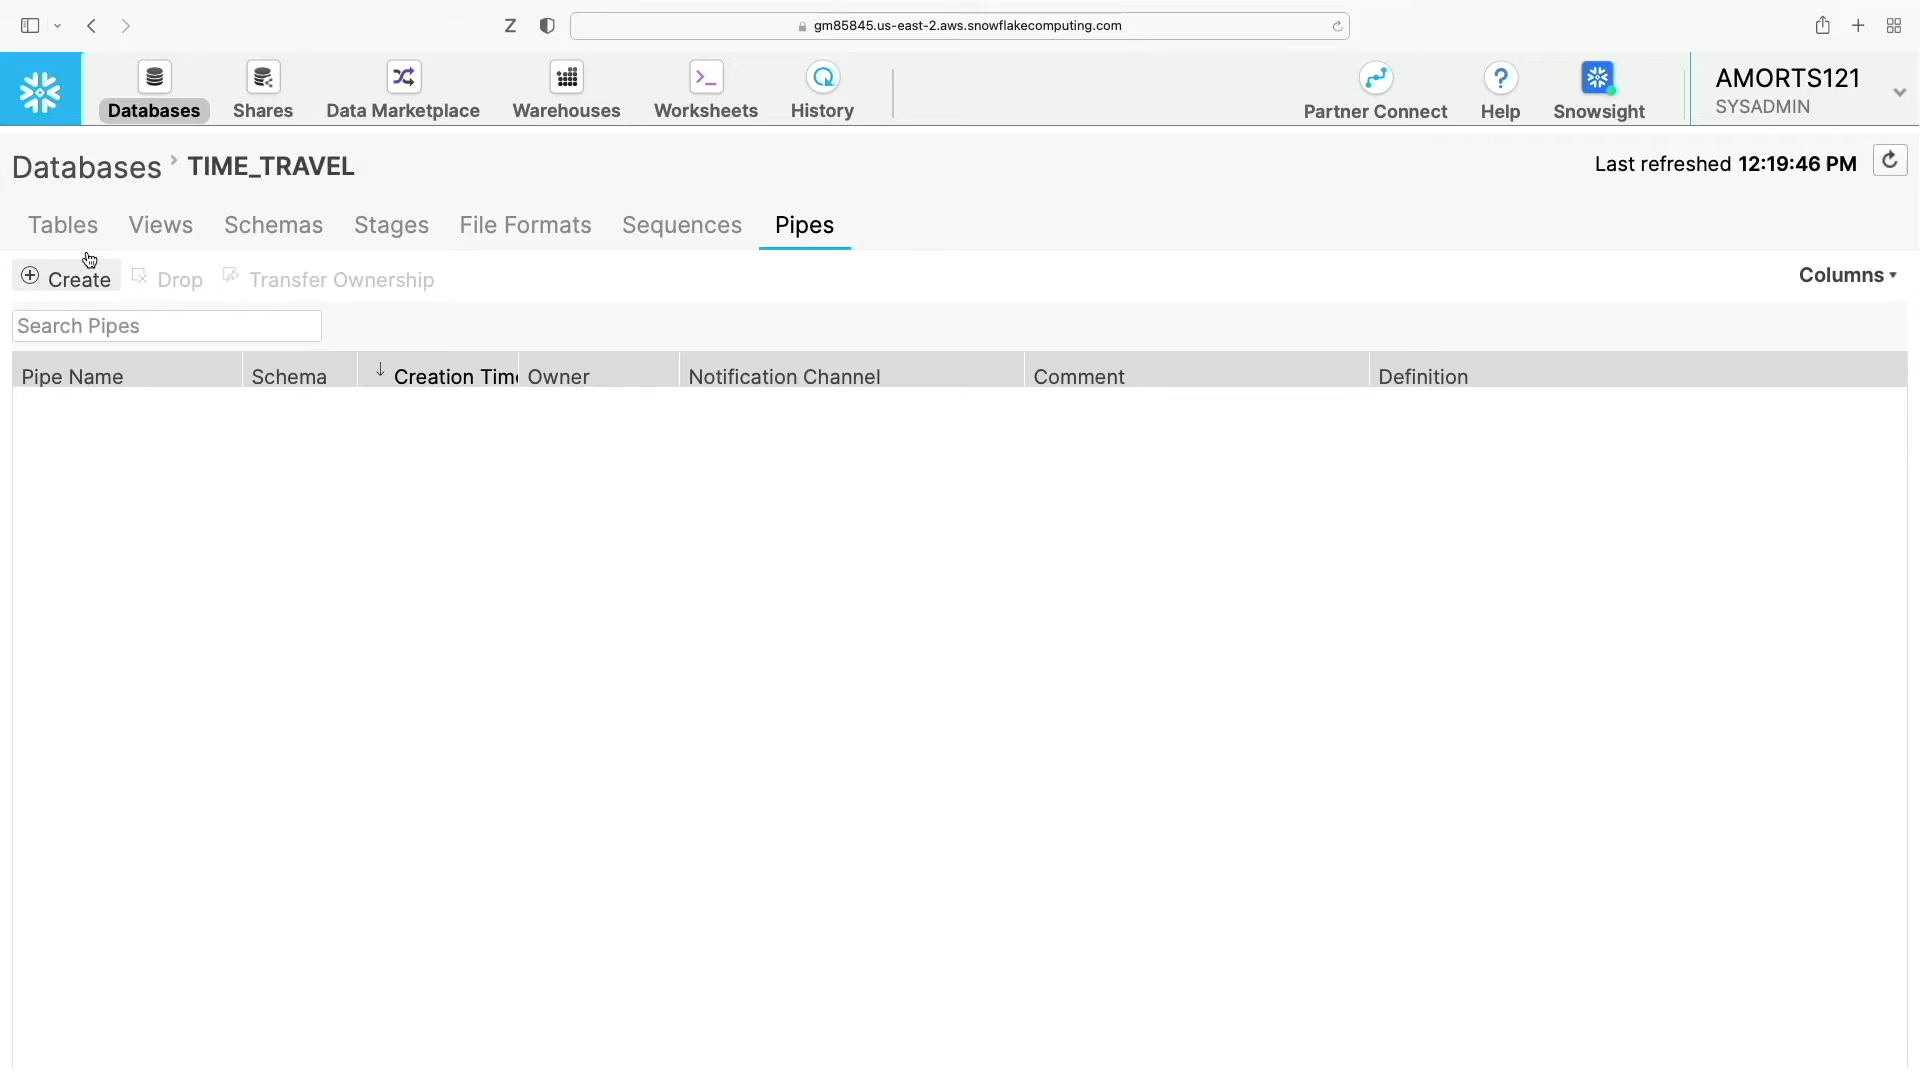 Z
gm85845.us-east-2.aws.snowflakecomputing.com
Databases Shares Data Marketplace Warehouses Worksheets History Partner Connect Help Snowsight
AMORTS121
SYSADMIN
Databases › TIME_TRAVEL
Last refreshed 12:19:46 PM
Tables Views Schemas Stages File Formats Sequences Pipes
Create Drop Transfer Ownership Columns
Search Pipes
Pipe Name Schema ↓ Creation Time Owner Notification Channel Comment Definition